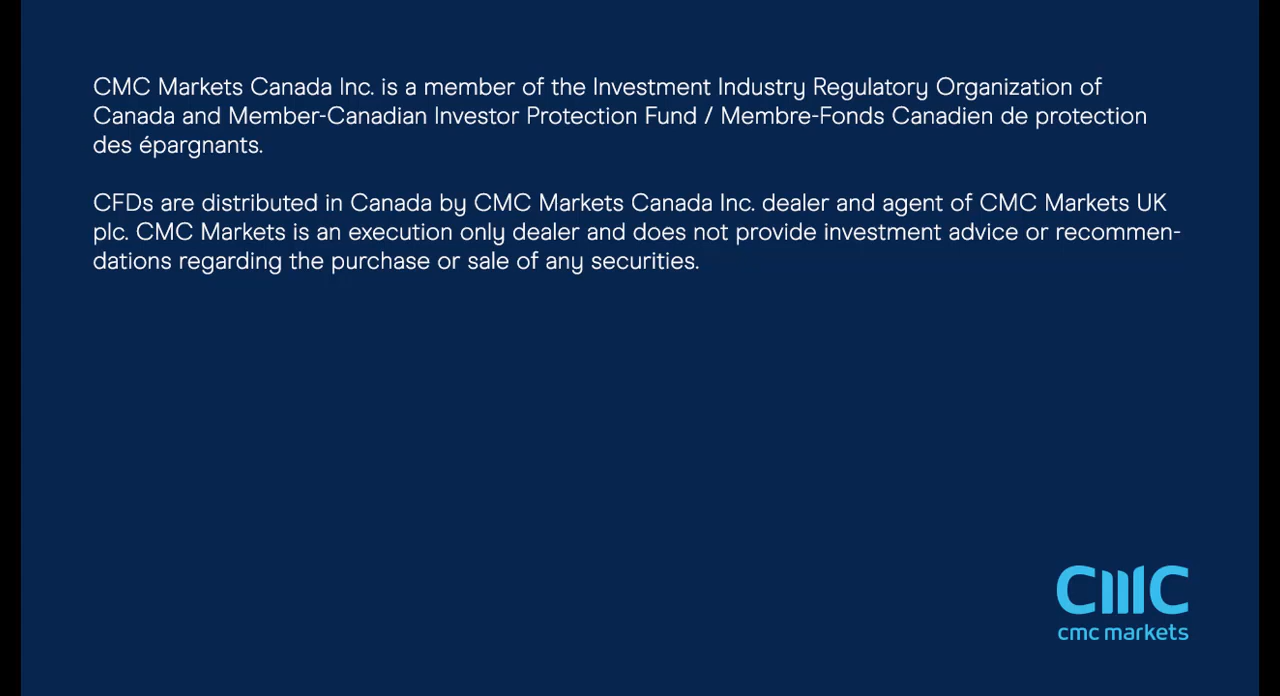 CMC Markets Canada Inc. is a member of the Investment Industry Regulatory Organization of
Canada and Member-Canadian Investor Protection Fund / Membre-Fonds Canadien de protection
des épargnants.
CFDs are distributed in Canada by CMC Markets Canada Inc. dealer and agent of CMC Markets UK
plc. CMC Markets is an execution only dealer and does not provide investment advice or recommen-
dations regarding the purchase or sale of any securities.
CMC
cmc markets